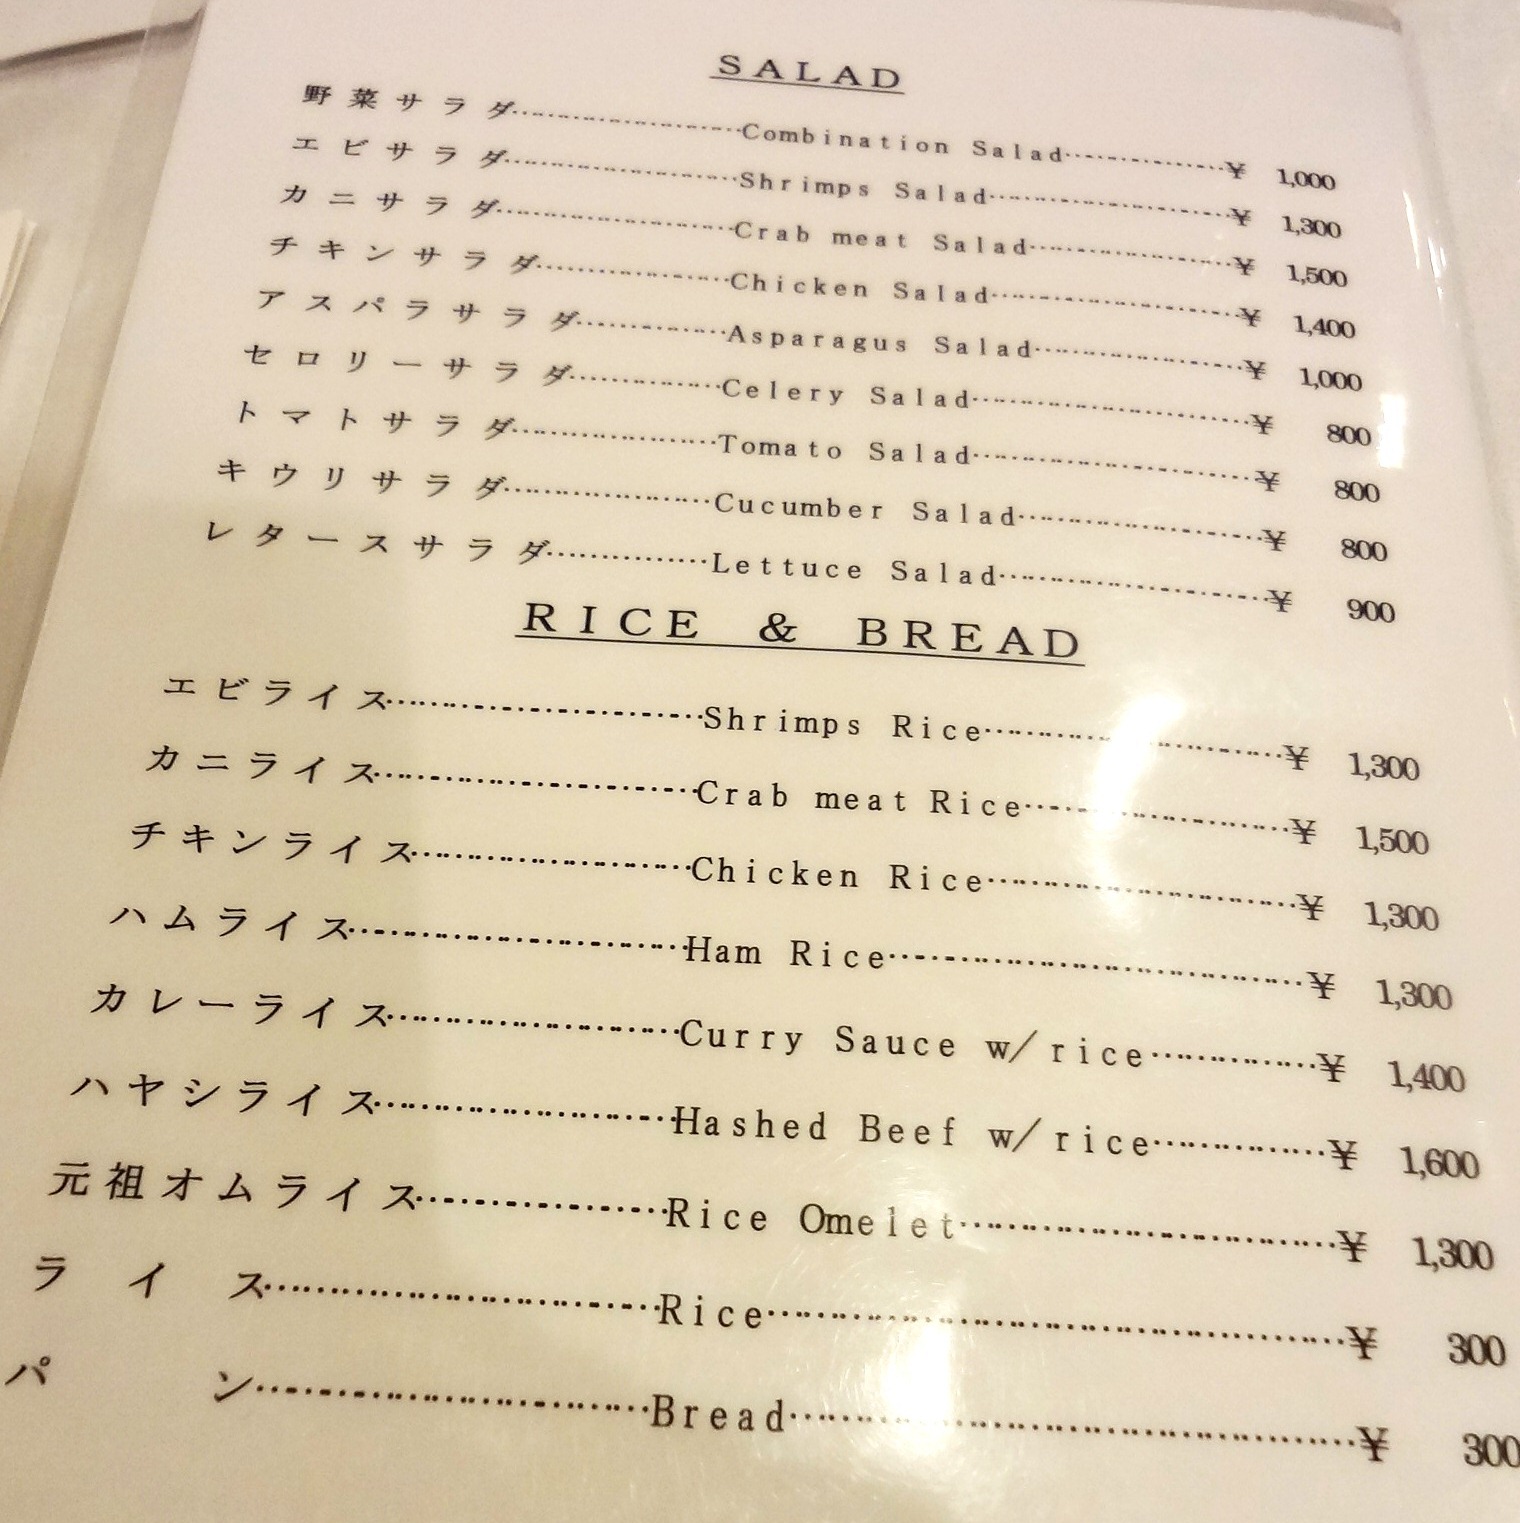 SALAD
野菜サラダ……………………Combination Salad………………¥ 1,000
エビサラダ……………………Shrimps Salad………………¥ 1,300
カニサラダ……………………Crab meat Salad………………¥ 1,500
チキンサラダ…………………Chicken Salad………………¥ 1,400
アスパラサラダ………………Asparagus Salad………………¥ 1,000
セロリーサラダ………………Celery Salad………………¥ 800
トマトサラダ…………………Tomato Salad………………¥ 800
キウリサラダ…………………Cucumber Salad………………¥ 800
レタースサラダ………………Lettuce Salad………………¥ 900
RICE & BREAD
エビライス……………………Shrimps Rice………………¥ 1,300
カニライス……………………Crab meat Rice………………¥ 1,500
チキンライス…………………Chicken Rice………………¥ 1,300
ハムライス……………………Ham Rice………………¥ 1,300
カレーライス…………………Curry Sauce w/rice…………¥ 1,400
ハヤシライス…………………Hashed Beef w/rice…………¥ 1,600
元祖オムライス………………Rice Omelet………………¥ 1,300
ライス…………………………Rice………………¥ 300
パン……………………………Bread………………¥ 300